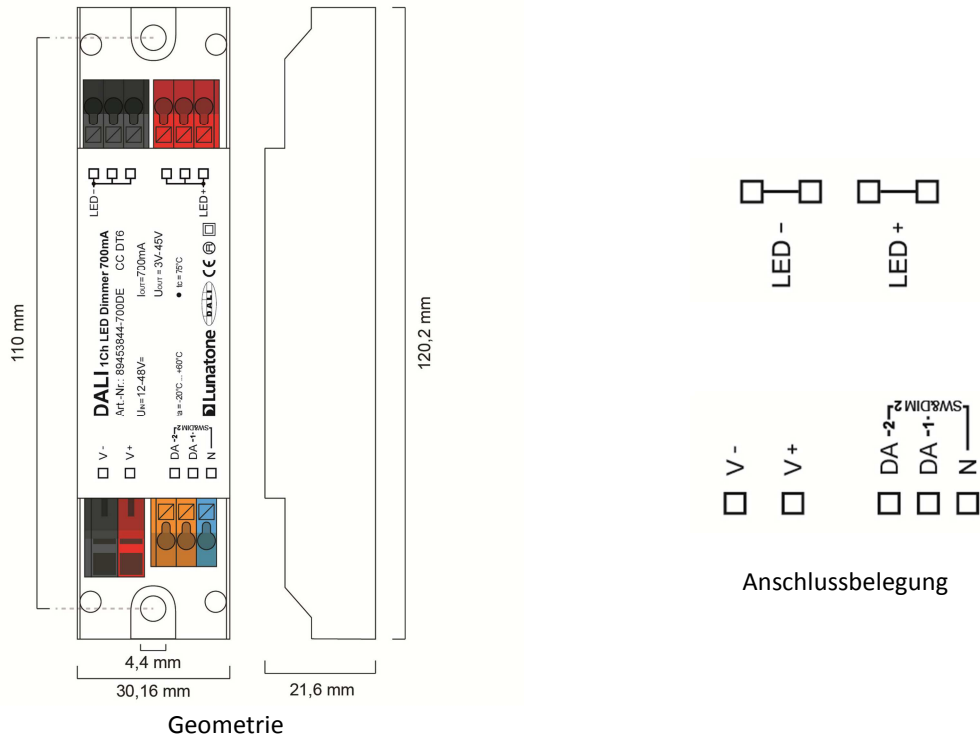 110 mm
LED -
LED+
DALI 1Ch LED Dimmer 700mA
Art.-Nr.: 89453844-700DE CC DT6
UIN=12-48V= IOUT=700mA
UOUT = 3V-45V
ta = -20°C ... +60°C ● tc = 75°C
Lunatone DALI CE
V -
V +
DA -2-
DA -1-
N
SW&DIM 2
4,4 mm
30,16 mm
21,6 mm
120,2 mm
Geometrie
LED -
LED +
V -
V +
DA -2-
DA -1-
N
SW&DIM 2
Anschlussbelegung